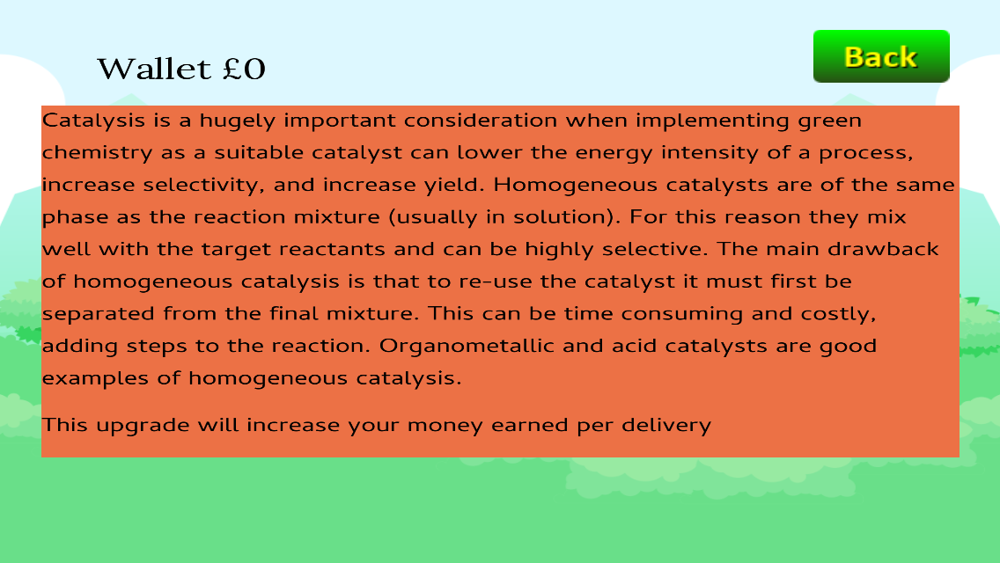 Wallet £0
Back
Catalysis is a hugely important consideration when implementing green
chemistry as a suitable catalyst can lower the energy intensity of a process,
increase selectivity, and increase yield. Homogeneous catalysts are of the same
phase as the reaction mixture (usually in solution). For this reason they mix
well with the target reactants and can be highly selective. The main drawback
of homogeneous catalysis is that to re-use the catalyst it must first be
separated from the final mixture. This can be time consuming and costly,
adding steps to the reaction. Organometallic and acid catalysts are good
examples of homogeneous catalysis.
This upgrade will increase your money earned per delivery